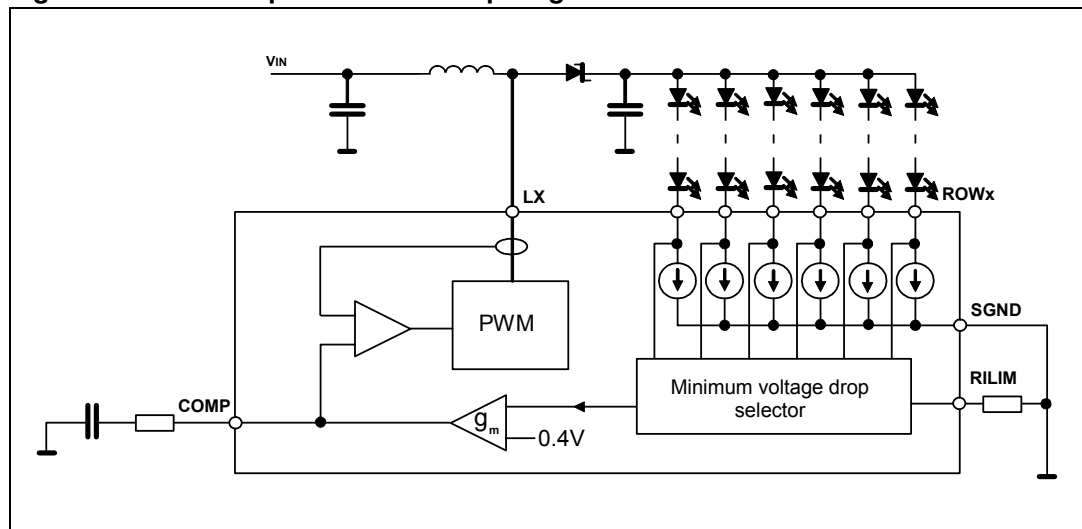 VIN
LX
ROWx
PWM
SGND
Minimum voltage drop
selector
RILIM
COMP
gm
0.4V